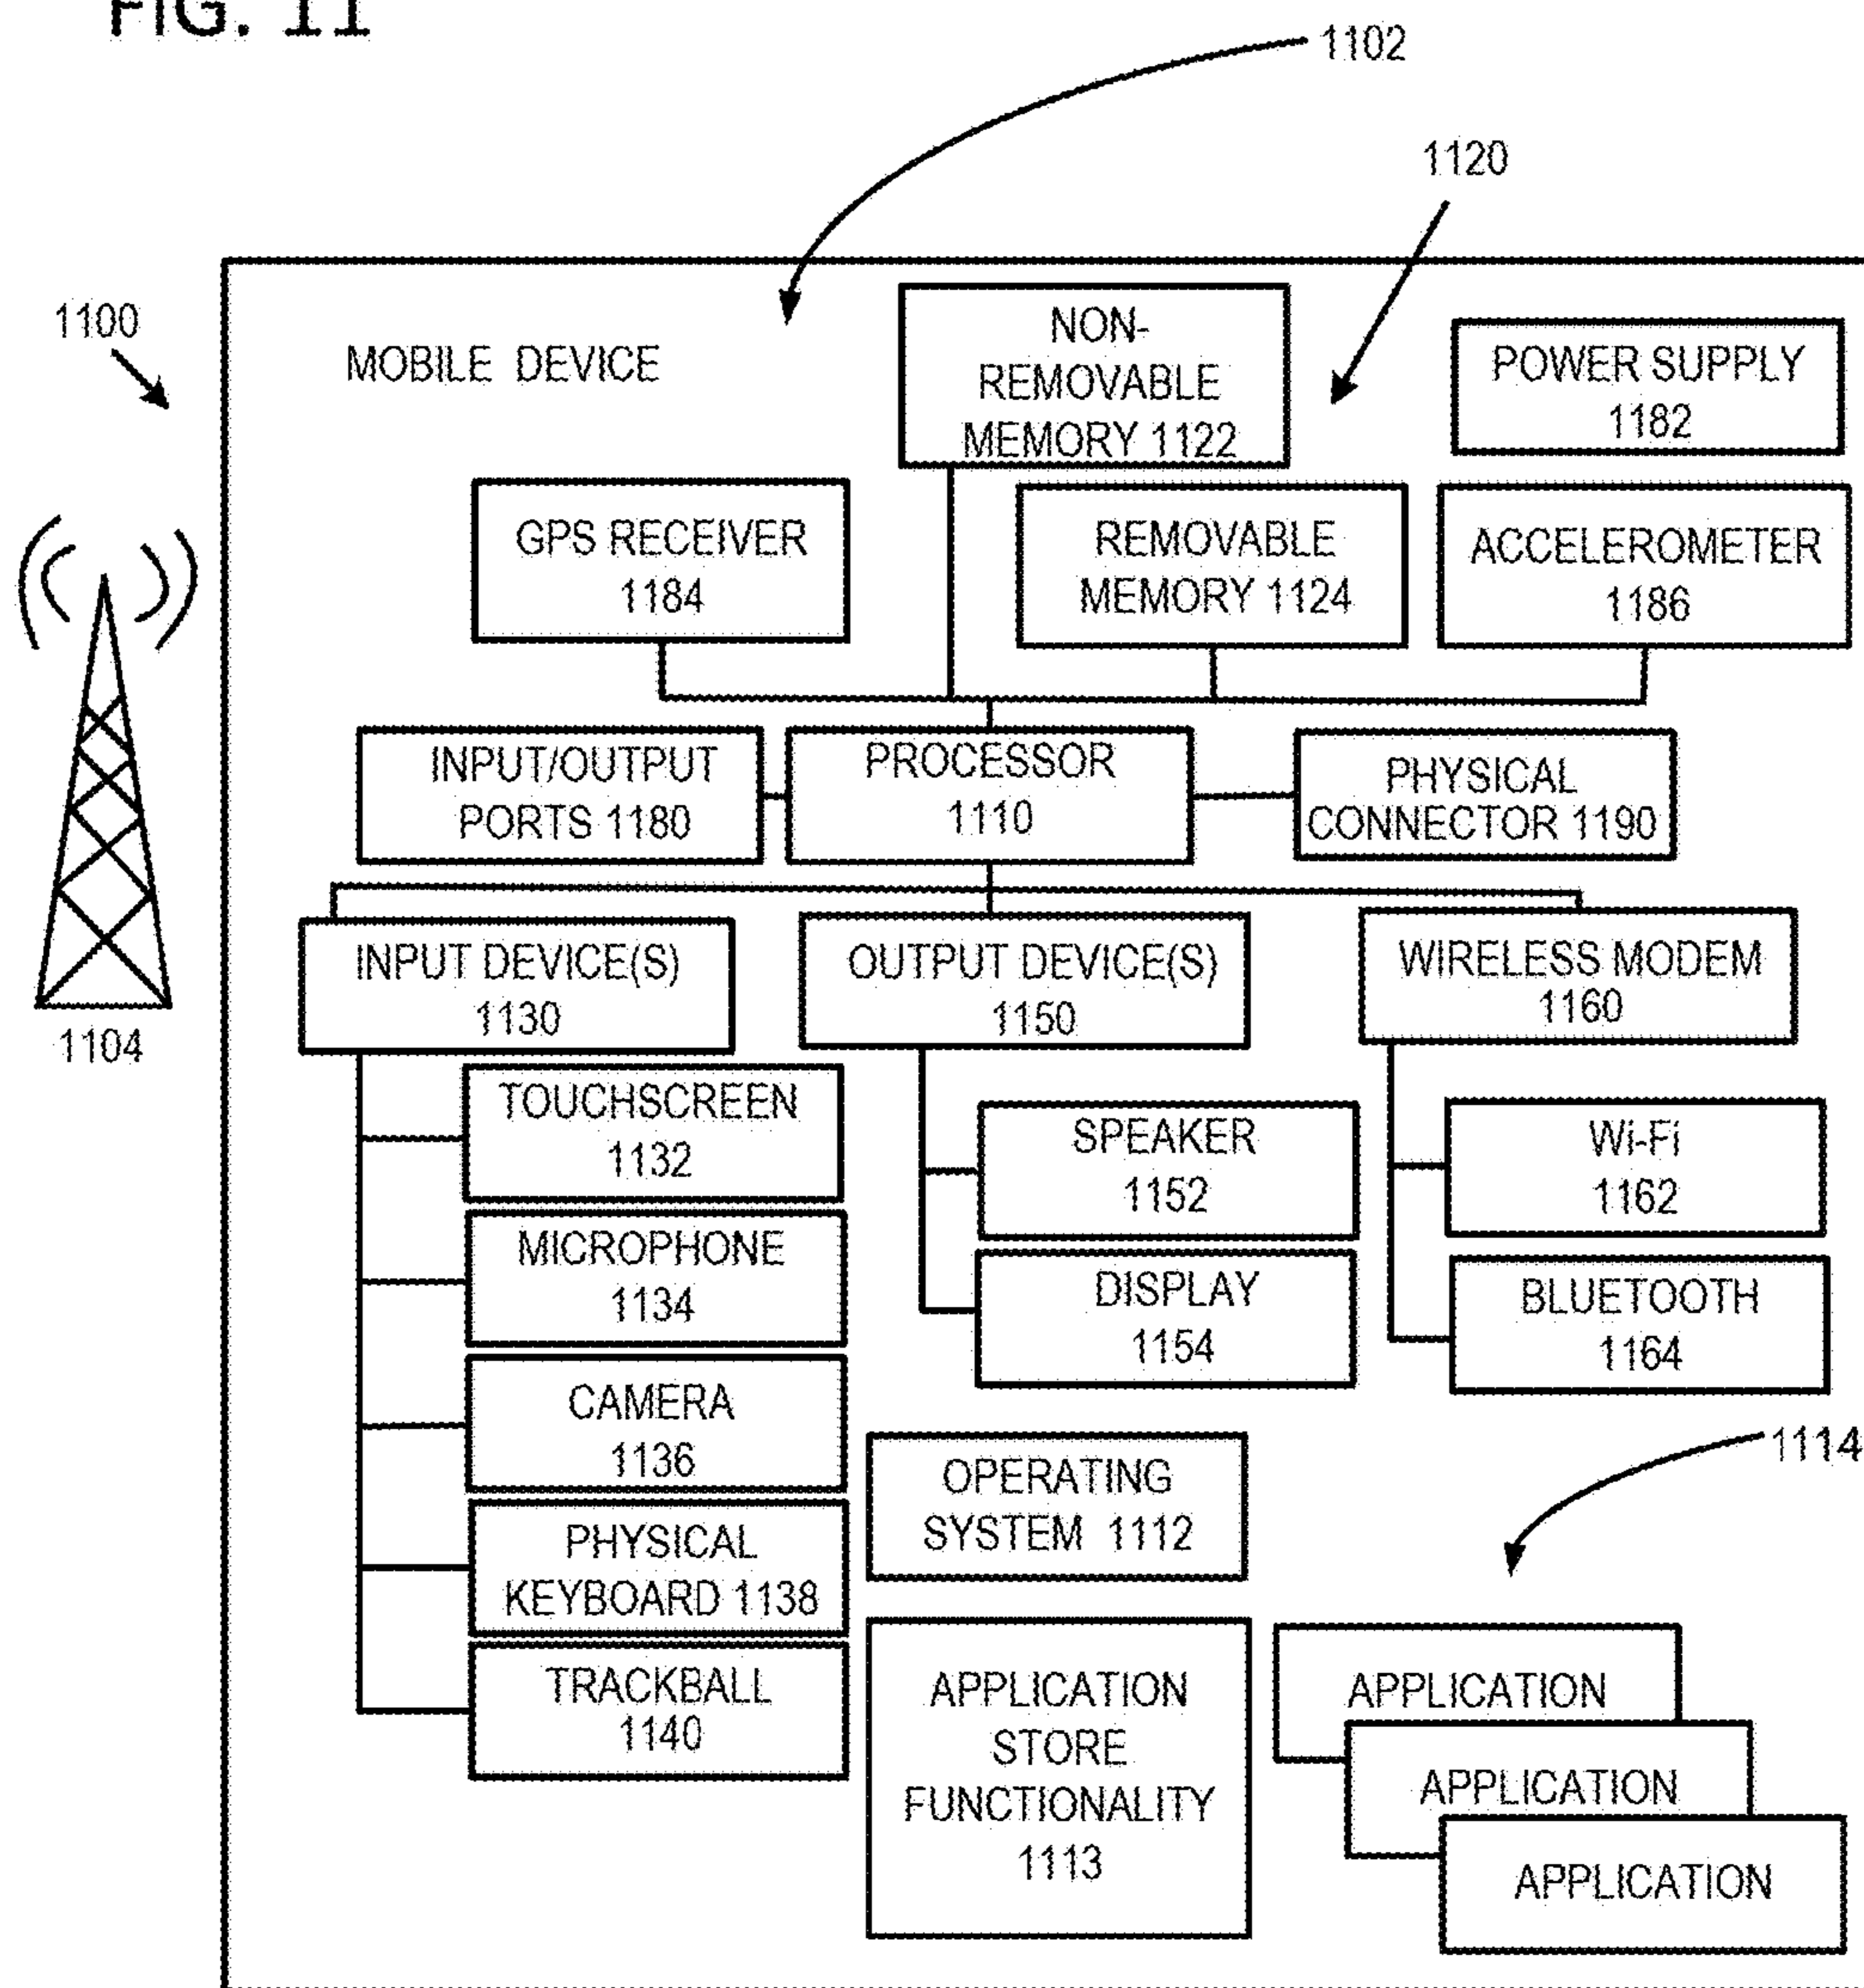 FIG. 11
1102
1120
1100
MOBILE DEVICE
NON-
REMOVABLE
MEMORY 1122
POWER SUPPLY
1182
GPS RECEIVER
1184
REMOVABLE
MEMORY 1124
ACCELEROMETER
1186
INPUT/OUTPUT
PORTS 1180
PROCESSOR
1110
PHYSICAL
CONNECTOR 1190
INPUT DEVICE(S)
1130
OUTPUT DEVICE(S)
1150
WIRELESS MODEM
1160
1104
TOUCHSCREEN
1132
SPEAKER
1152
Wi-Fi
1162
MICROPHONE
1134
DISPLAY
1154
BLUETOOTH
1164
CAMERA
1136
1114
OPERATING
SYSTEM 1112
PHYSICAL
KEYBOARD 1138
TRACKBALL
1140
APPLICATION
STORE
FUNCTIONALITY
1113
APPLICATION
APPLICATION
APPLICATION